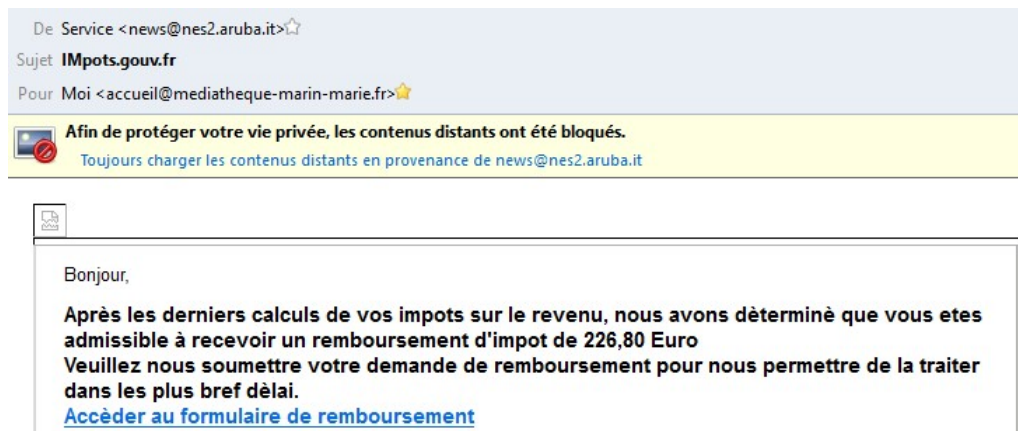 De Service <news@nes2.aruba.it>
Sujet IMpots.gouv.fr
Pour Moi <accueil@mediatheque-marin-marie.fr>
Afin de protéger votre vie privée, les contenus distants ont été bloqués.
Toujours charger les contenus distants en provenance de news@nes2.aruba.it
Bonjour,
Après les derniers calculs de vos impots sur le revenu, nous avons dèterminè que vous etes
admissible à recevoir un remboursement d'impot de 226,80 Euro
Veuillez nous soumettre votre demande de remboursement pour nous permettre de la traiter
dans les plus bref dèlai.
Accèder au formulaire de remboursement